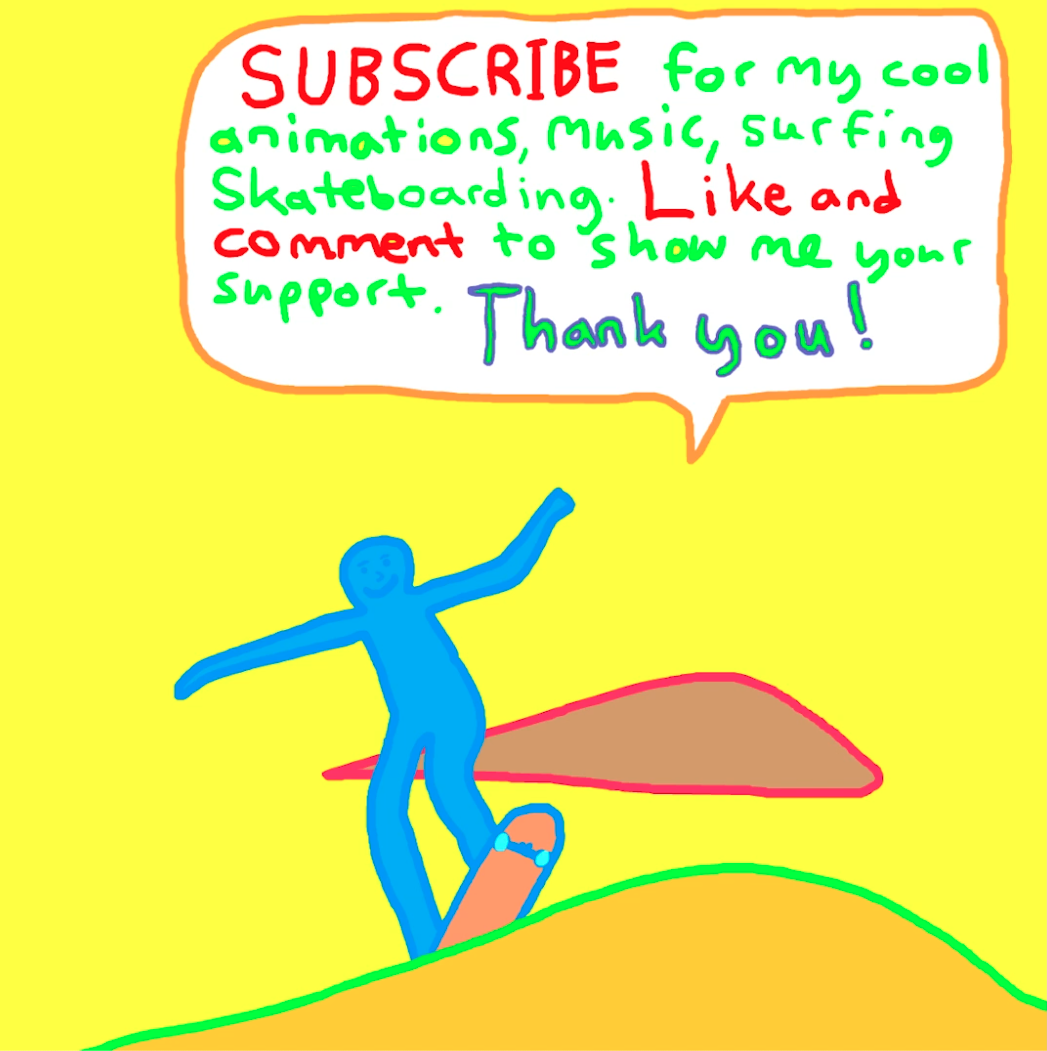 SUBSCRIBE for my cool
animations, music, surfing
Skateboarding. Like and
comment to show me your
support. Thank you!